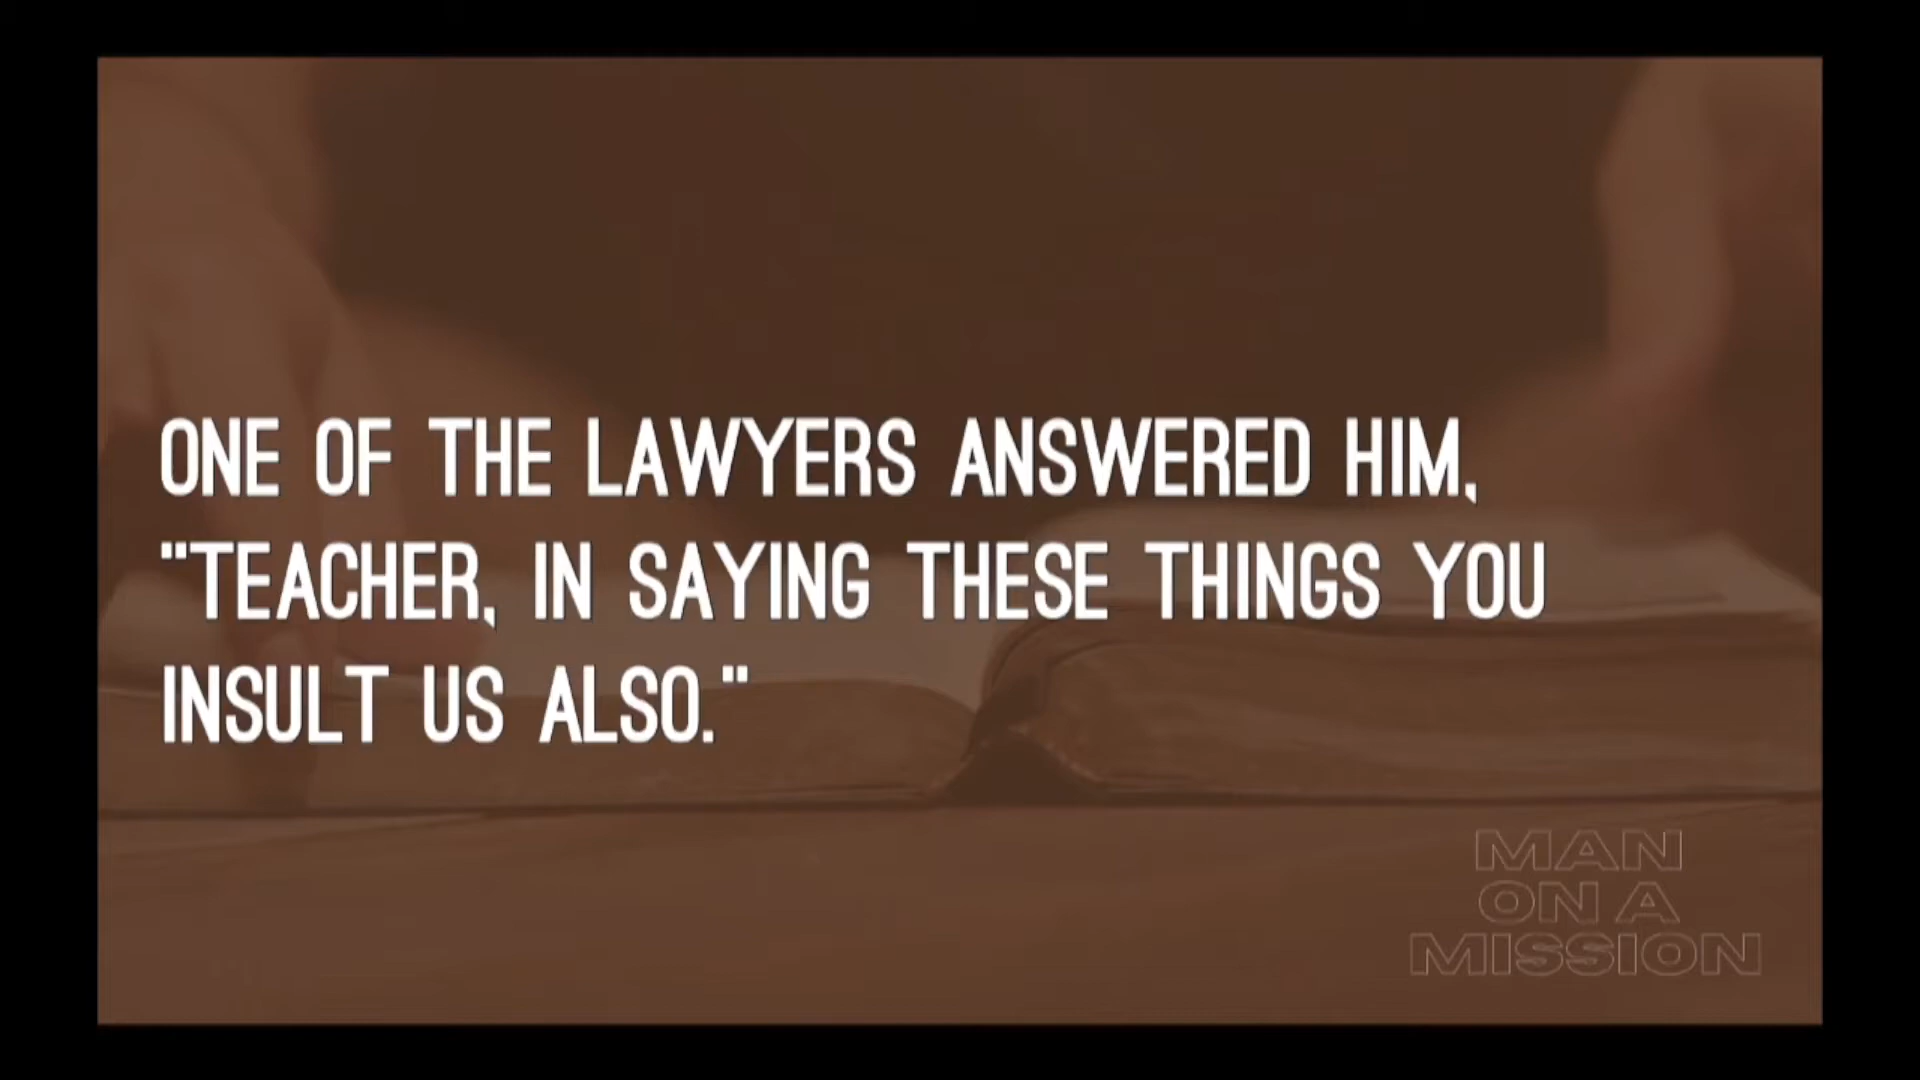 ONE OF THE LAWYERS ANSWERED HIM,
"TEACHER, IN SAYING THESE THINGS YOU
INSULT US ALSO."
MAN
ON A
MISSION